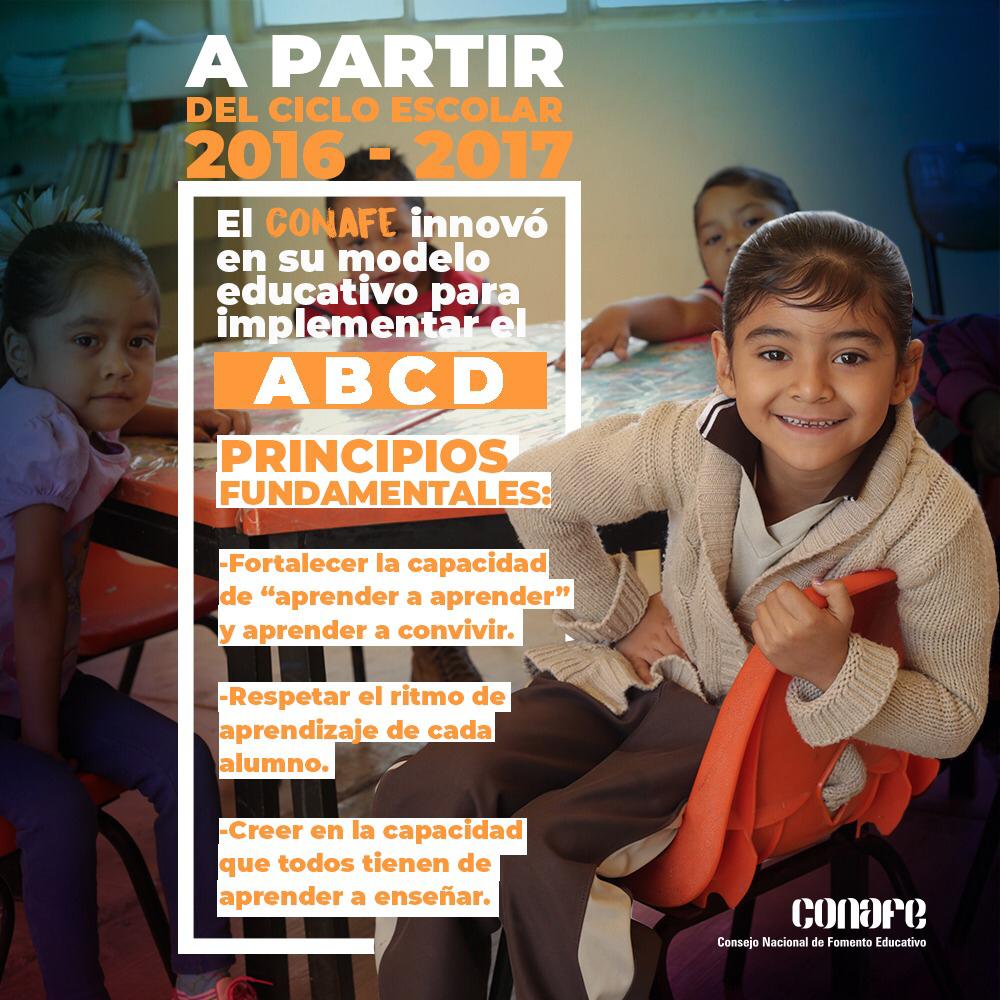 A PARTIR
DEL CICLO ESCOLAR
2016 - 2017
El CONAFE innovó
en su modelo
educativo para
implementar el
ABCD
PRINCIPIOS
FUNDAMENTALES:
-Fortalecer la capacidad
de “aprender a aprender”
y aprender a convivir.
-Respetar el ritmo de
aprendizaje de cada
alumno.
-Creer en la capacidad
que todos tienen de
aprender a enseñar.
CONAFE
Consejo Nacional de Fomento Educativo